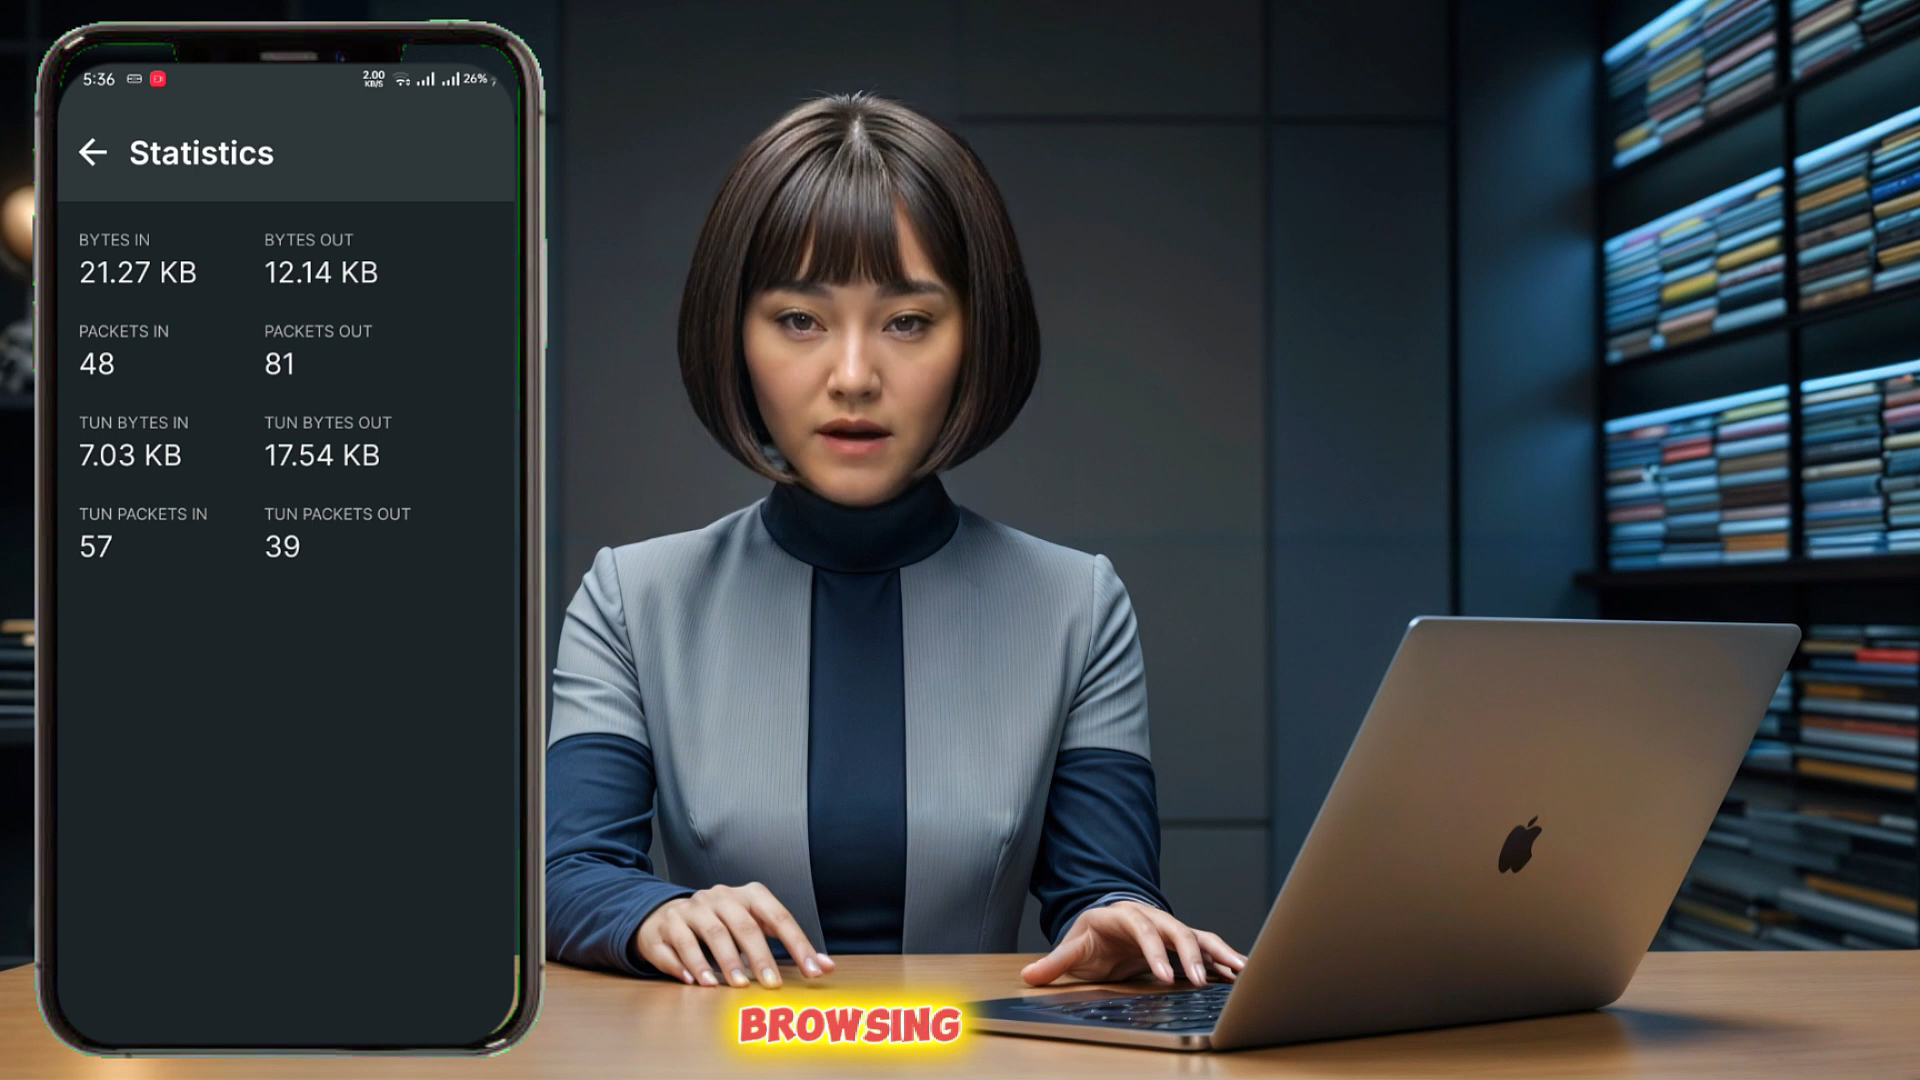 5:36 2.00 KB/S 26%
Statistics
BYTES IN BYTES OUT
21.27 KB 12.14 KB
PACKETS IN PACKETS OUT
48 81
TUN BYTES IN TUN BYTES OUT
7.03 KB 17.54 KB
TUN PACKETS IN TUN PACKETS OUT
57 39
BROWSING